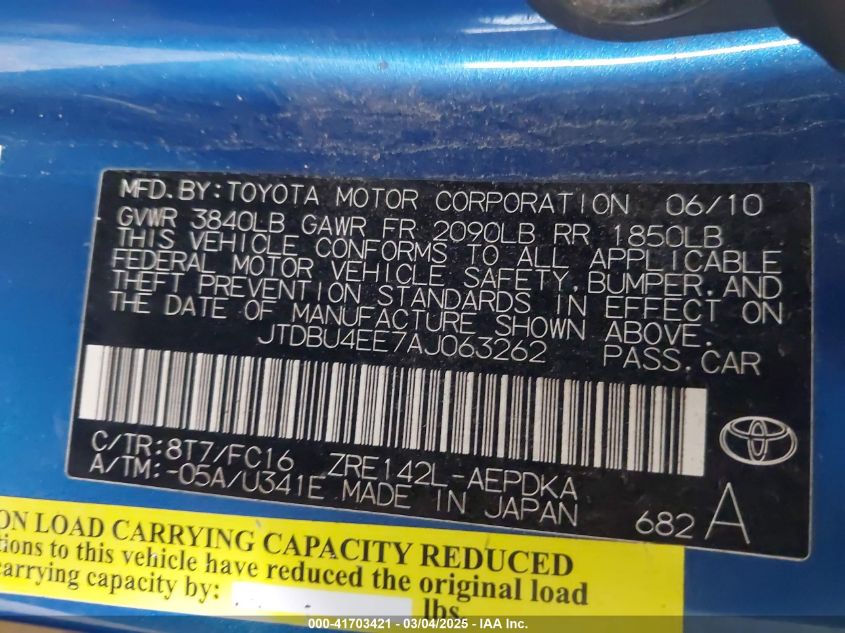 MFD.BY:TOYOTA MOTOR CORPORATION 06/10
GVWR 3840LB GAWR FR 2090LB RR 1850LB
THIS VEHICLE CONFORMS TO ALL APPLICABLE
FEDERAL MOTOR VEHICLE SAFETY,BUMPER,AND
THEFT PREVENTION STANDARDS IN EFFECT ON
THE DATE OF MANUFACTURE SHOWN ABOVE.
JTDBU4EE7AJ063262 PASS.CAR
C/TR:8T7/FC16 ZRE142L-AEPDKA
A/TM:-05A/U341E MADE IN JAPAN
682 A
ON LOAD CARRYING CAPACITY REDUCED
tions to this vehicle have reduced the original load
carrying capacity by: lbs.
000-41703421 - 03/04/2025 - IAA Inc.